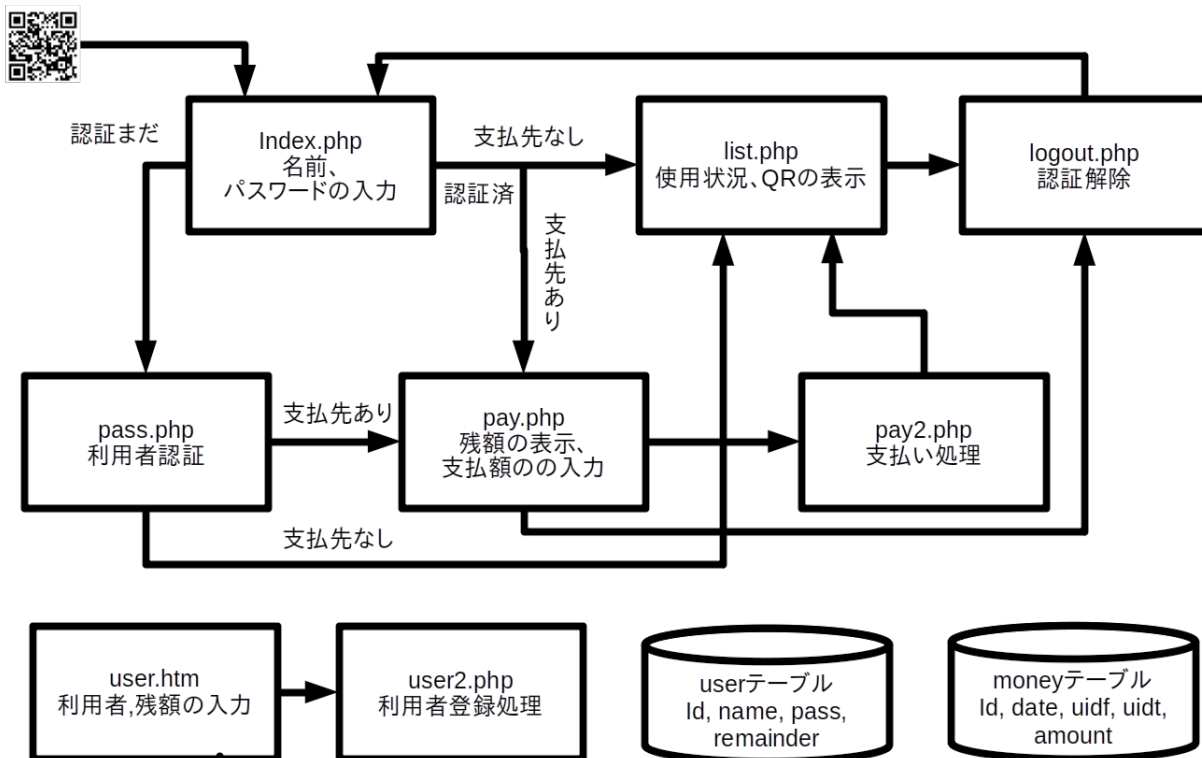 認証まだ
Index.php
名前、
パスワードの入力
支払先なし
認証済
支払先あり
list.php
使用状況、QRの表示
logout.php
認証解除
pass.php
利用者認証
支払先あり
pay.php
残額の表示、
支払額のの入力
pay2.php
支払い処理
支払先なし
user.htm
利用者,残額の入力
user2.php
利用者登録処理
userテーブル
Id, name, pass,
remainder
moneyテーブル
Id, date, uidf, uidt,
amount